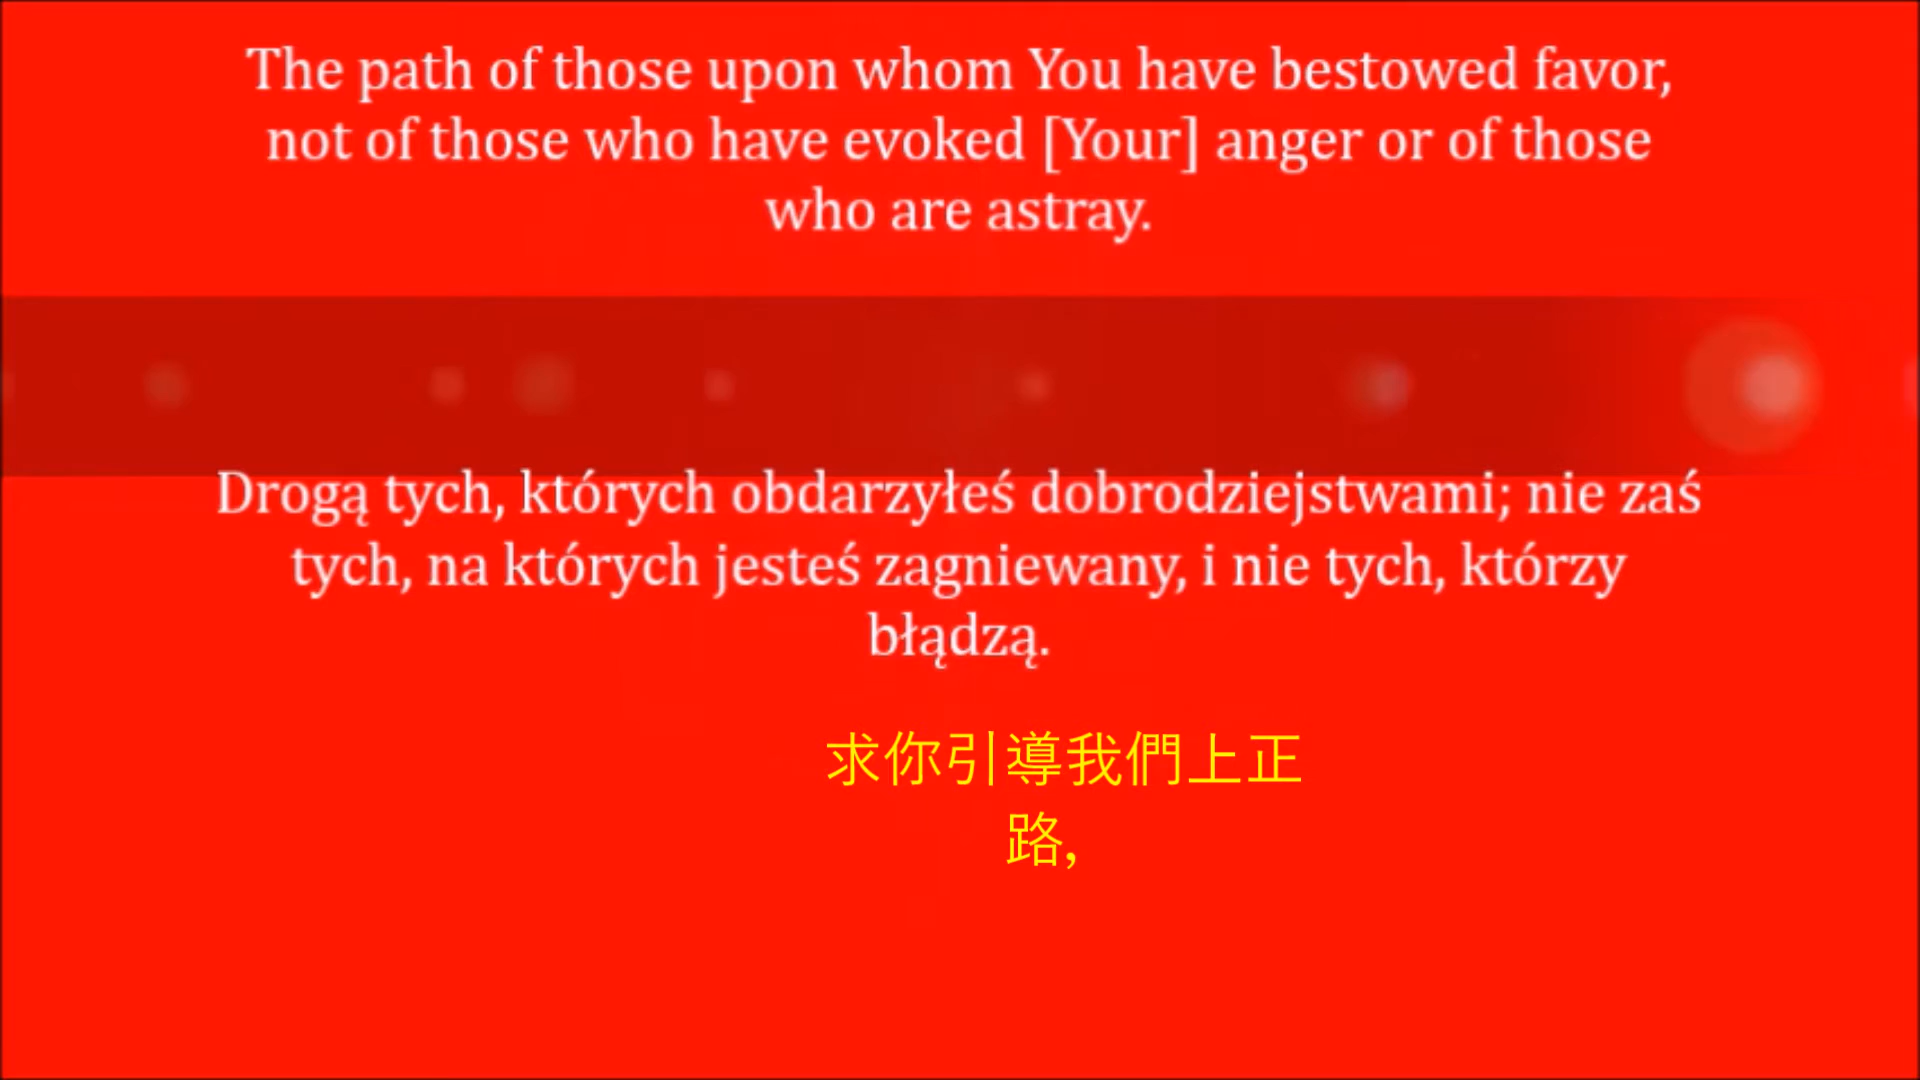 The path of those upon whom You have bestowed favor,
not of those who have evoked [Your] anger or of those
who are astray.
Drogą tych, których obdarzyłeś dobrodziejstwami; nie zaś
tych, na których jesteś zagniewany, i nie tych, którzy
błądzą.
求你引導我們上正
路,